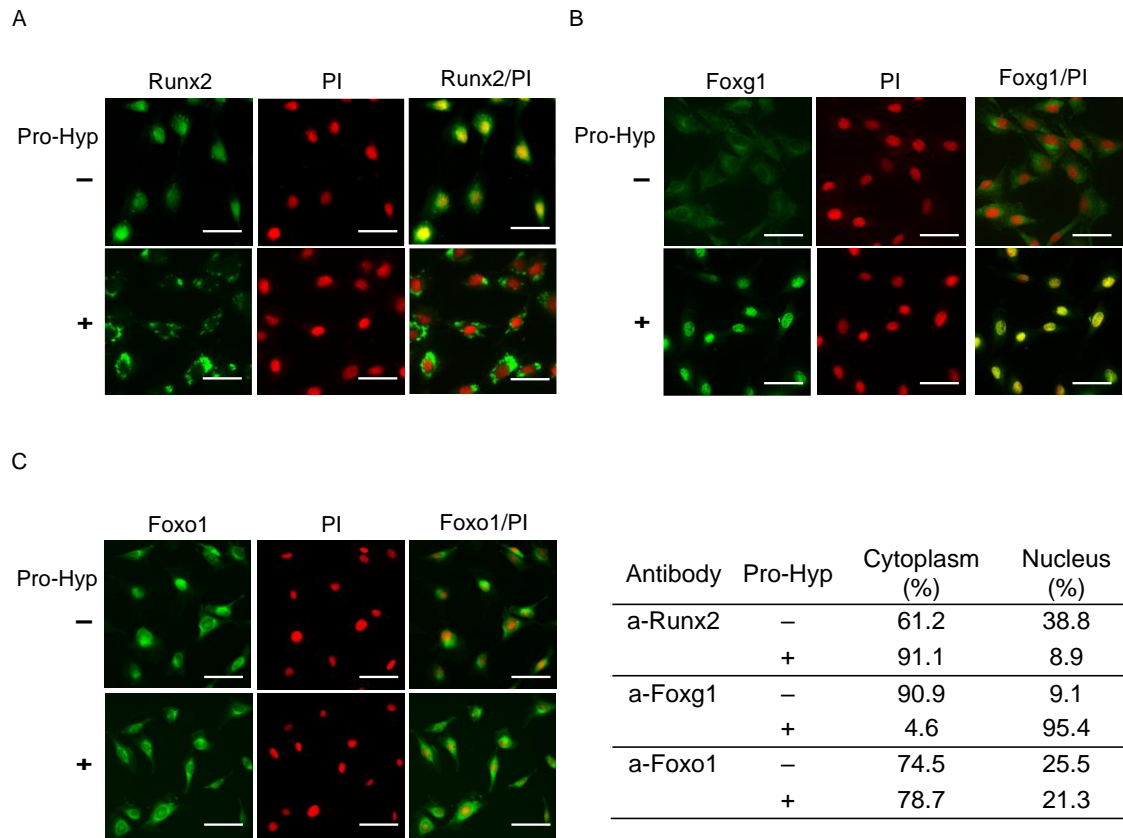 A
Runx2 PI Runx2/PI
Pro-Hyp
–
+
B
Foxg1 PI Foxg1/PI
Pro-Hyp
–
+
C
Foxo1 PI Foxo1/PI
Pro-Hyp
–
+
Antibody Pro-Hyp Cytoplasm (%) Nucleus (%)
a-Runx2 – 61.2 38.8
+ 91.1 8.9
a-Foxg1 – 90.9 9.1
+ 4.6 95.4
a-Foxo1 – 74.5 25.5
+ 78.7 21.3